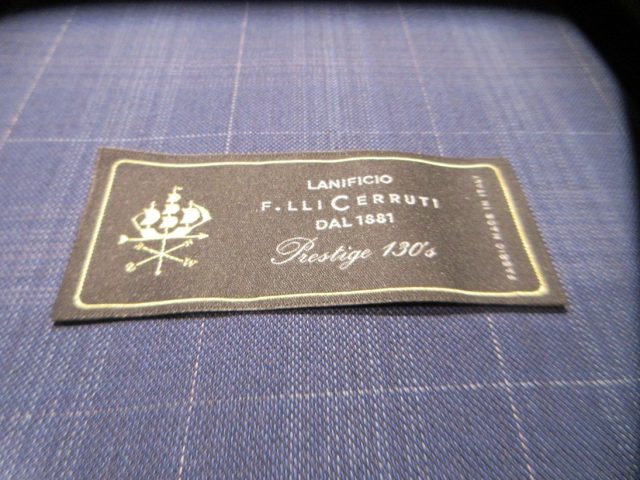 LANIFICIO
F.LLI CERRUTI
DAL 1881
Prestige 130's
FABRIC MADE IN ITALY
W